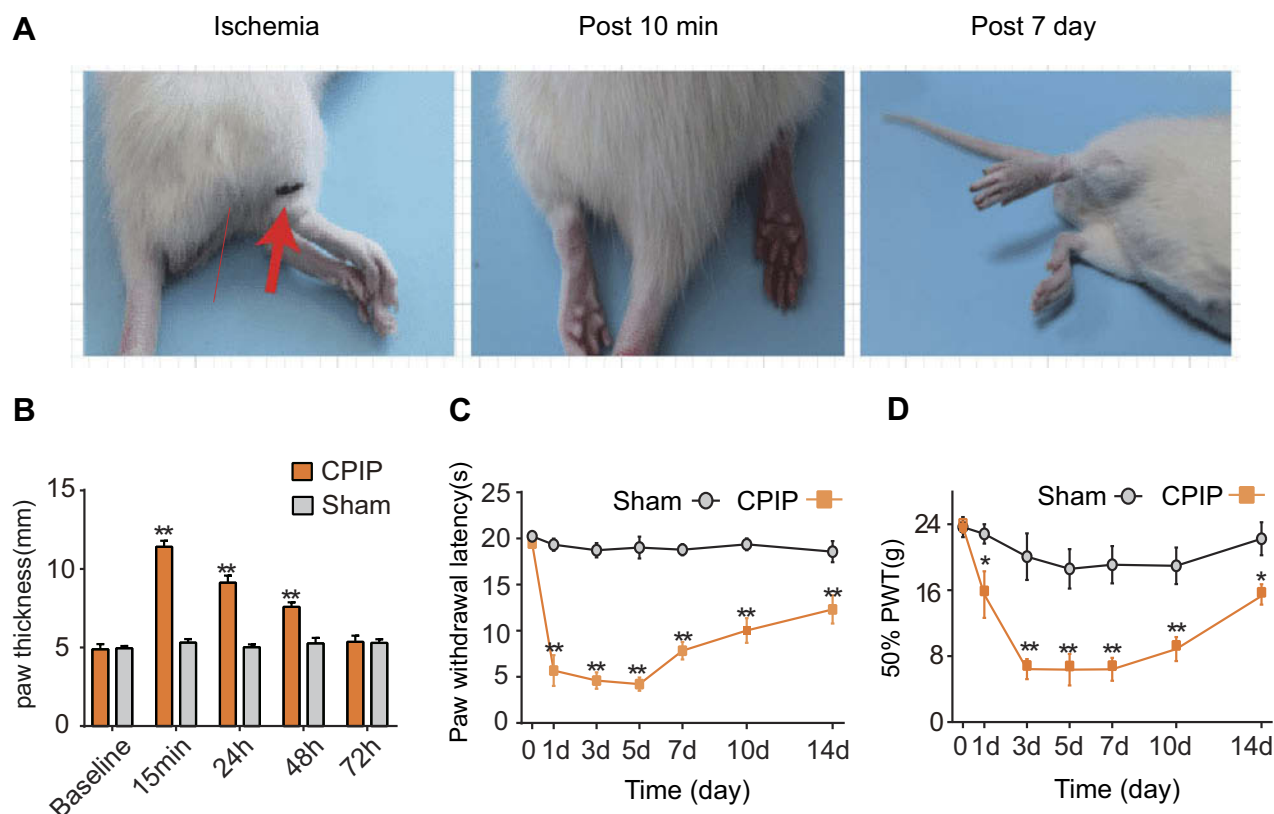 A
Ischemia
Post 10 min
Post 7 day
B
CPIP
Sham
paw thickness(mm)
15
10
5
0
**
**
**
Baseline
15min
24h
48h
72h
C
Sham
CPIP
Paw withdrawal latency(s)
25
20
15
10
5
0
**
**
**
**
**
**
0
1d
3d
5d
7d
10d
14d
Time (day)
D
Sham
CPIP
50% PWT(g)
24
16
8
0
*
**
**
**
**
*
0
1d
3d
5d
7d
10d
14d
Time (day)